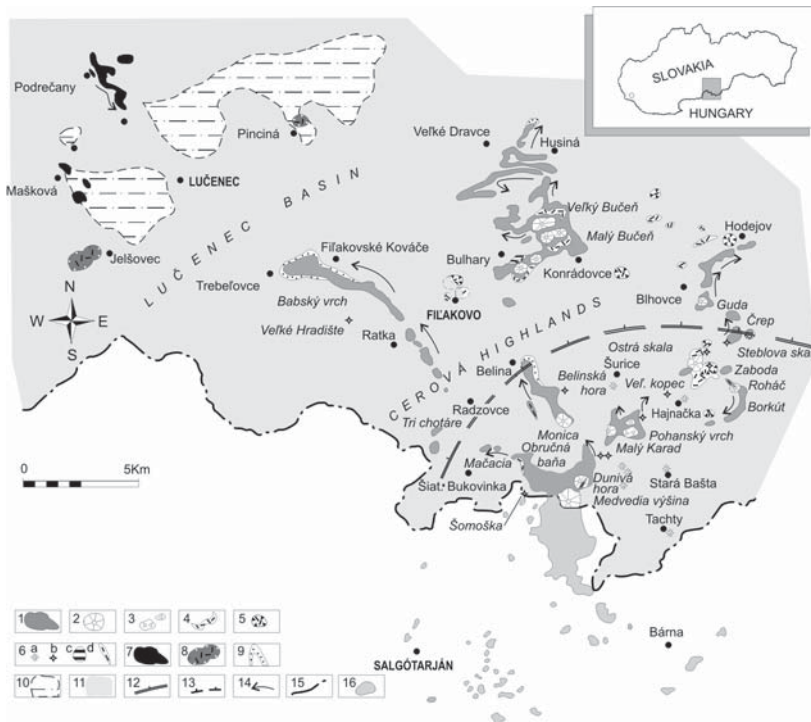 SLOVAKIA
HUNGARY
Podrečany
Pinciná
Veľké Dravce
Husiná
Mašková
LUČENEC
LUČENEC BASIN
Veľký Bučeň
Malý Bučeň
Hodejov
Jelšovec
Fiľakovské Kováče
Bulhary
Konrádovce
Trebeľovce
Babský vrch
Blhovce
Guda
N
W E
S
FIĽAKOVO
Veľké Hradište
Ratka
CEROVÁ HIGHLANDS
Črep
Ostrá skala
Steblova ska
Belina
Šurice
Zaboda
Belinská
hora
Veľ. kopec
Roháč
Radzovce
Hajnačka
Borkút
Tri chotáre
Monica
Pohanský vrch
Obručná
baňa
Malý Karad
Mačacia
0 5Km
Šiat. Bukovinka
Dunivá
hora
Stará Bašta
Medvedia výšina
Šomoška
Tachty
Bárna
SALGÓTARJÁN
1 2 3 4 5
6 a b c d 7 8 9
10 11 12 13 14 15 16